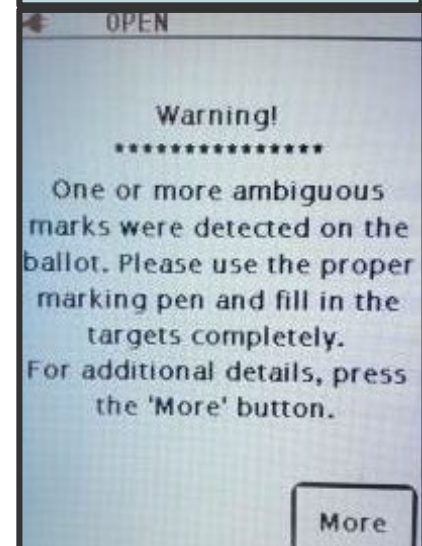 OPEN
Warning!
***************
One or more ambiguous
marks were detected on the
ballot. Please use the proper
marking pen and fill in the
targets completely.
For additional details, press
the 'More' button.
More